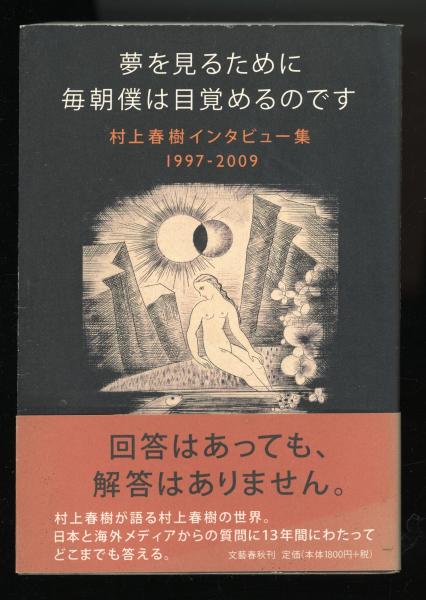 夢を見るために
毎朝僕は目覚めるのです
村上春樹インタビュー集
1997-2009
回答はあっても、
解答はありません。
村上春樹が語る村上春樹の世界。
日本と海外メディアからの質問に13年間にわたって
どこまでも答える。
文藝春秋刊 定価(本体1800円+税)